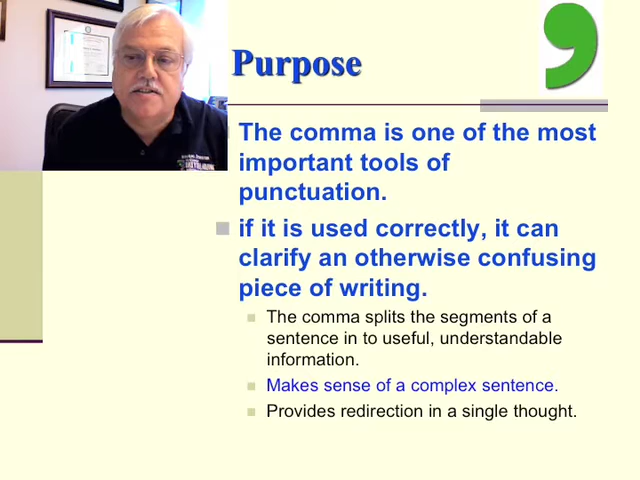 Purpose
The comma is one of the most
important tools of
punctuation.
if it is used correctly, it can
clarify an otherwise confusing
piece of writing.
The comma splits the segments of a
sentence in to useful, understandable
information.
Makes sense of a complex sentence.
Provides redirection in a single thought.